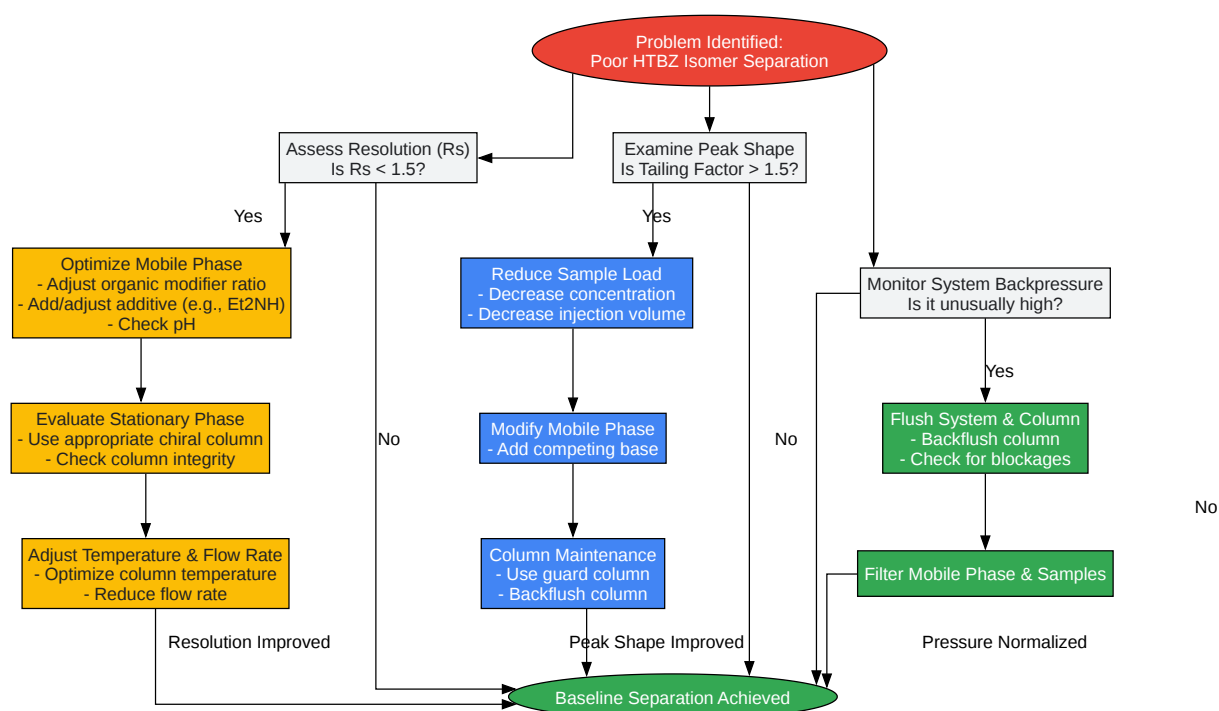 Problem Identified:
Poor HTBZ Isomer Separation
Assess Resolution (Rs)
Is Rs < 1.5?
Examine Peak Shape
Is Tailing Factor > 1.5?
Yes
Yes
Optimize Mobile Phase
- Adjust organic modifier ratio
- Add/adjust additive (e.g., Et2NH)
- Check pH
Reduce Sample Load
- Decrease concentration
- Decrease injection volume
Monitor System Backpressure
Is it unusually high?
Yes
Evaluate Stationary Phase
- Use appropriate chiral column
- Check column integrity
No
Modify Mobile Phase
- Add competing base
No
Flush System & Column
- Backflush column
- Check for blockages
No
Adjust Temperature & Flow Rate
- Optimize column temperature
- Reduce flow rate
Column Maintenance
- Use guard column
- Backflush column
Filter Mobile Phase & Samples
Resolution Improved
Peak Shape Improved
Pressure Normalized
Baseline Separation Achieved